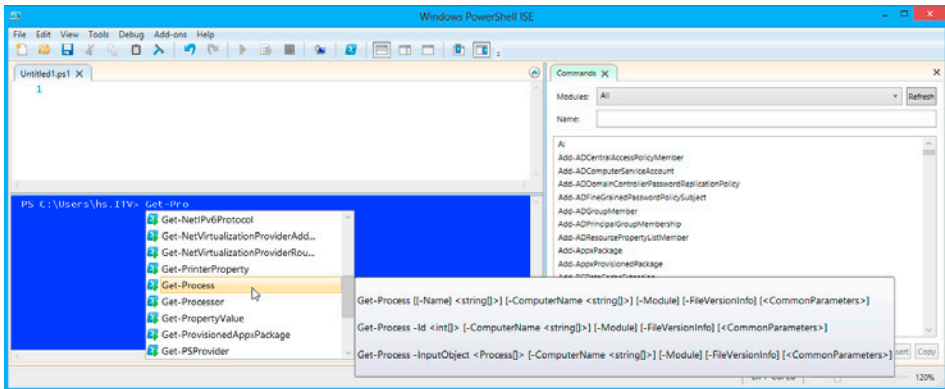 Windows PowerShell ISE
File Edit View Tools Debug Add-ons Help
Untitled1.ps1 X
1
PS C:\Users\hs.ITV> Get-Pro
Get-NetIPv6Protocol
Get-NetVirtualizationProviderAdd...
Get-NetVirtualizationProviderRou...
Get-PrinterProperty
Get-Process
Get-Processor
Get-PropertyValue
Get-ProvisionedAppxPackage
Get-PSProvider
Commands X
Modules: All
Refresh
Name:
A:
Add-ADCentralAccessPolicyMember
Add-ADComputerServiceAccount
Add-ADDomainControllerPasswordReplicationPolicy
Add-ADFineGrainedPasswordPolicySubject
Add-ADGroupMember
Add-ADPrincipalGroupMembership
Add-ADResourcePropertyListMember
Add-AppxPackage
Add-AppxProvisionedPackage
Get-Process [[-Name] <string[]>] [-ComputerName <string[]>] [-Module] [-FileVersionInfo] [<CommonParameters>]
Get-Process -Id <int[]> [-ComputerName <string[]>] [-Module] [-FileVersionInfo] [<CommonParameters>]
Get-Process -InputObject <Process[]> [-ComputerName <string[]>] [-Module] [-FileVersionInfo] [<CommonParameters>]
Copy
120%